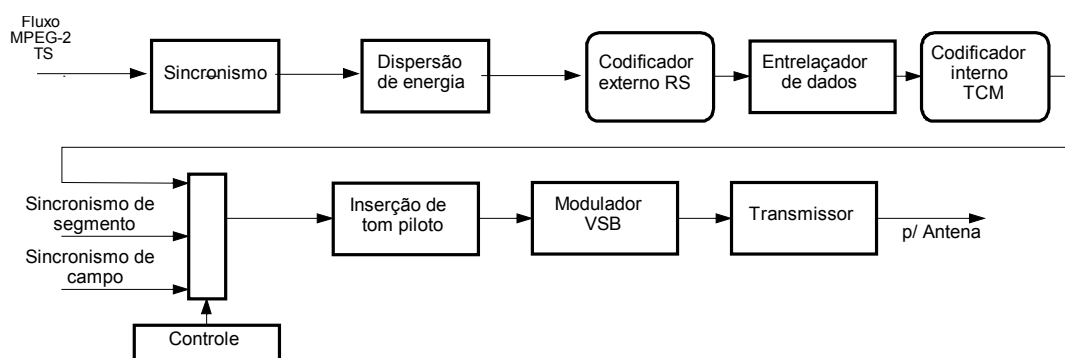 Fluxo
MPEG-2
TS
Sincronismo
Dispersão
de energia
Codificador
externo RS
Entrelaçador
de dados
Codificador
interno
TCM
Sincronismo de
segmento
Sincronismo de
campo
Controle
Inserção de
tom piloto
Modulador
VSB
Transmissor
p/ Antena